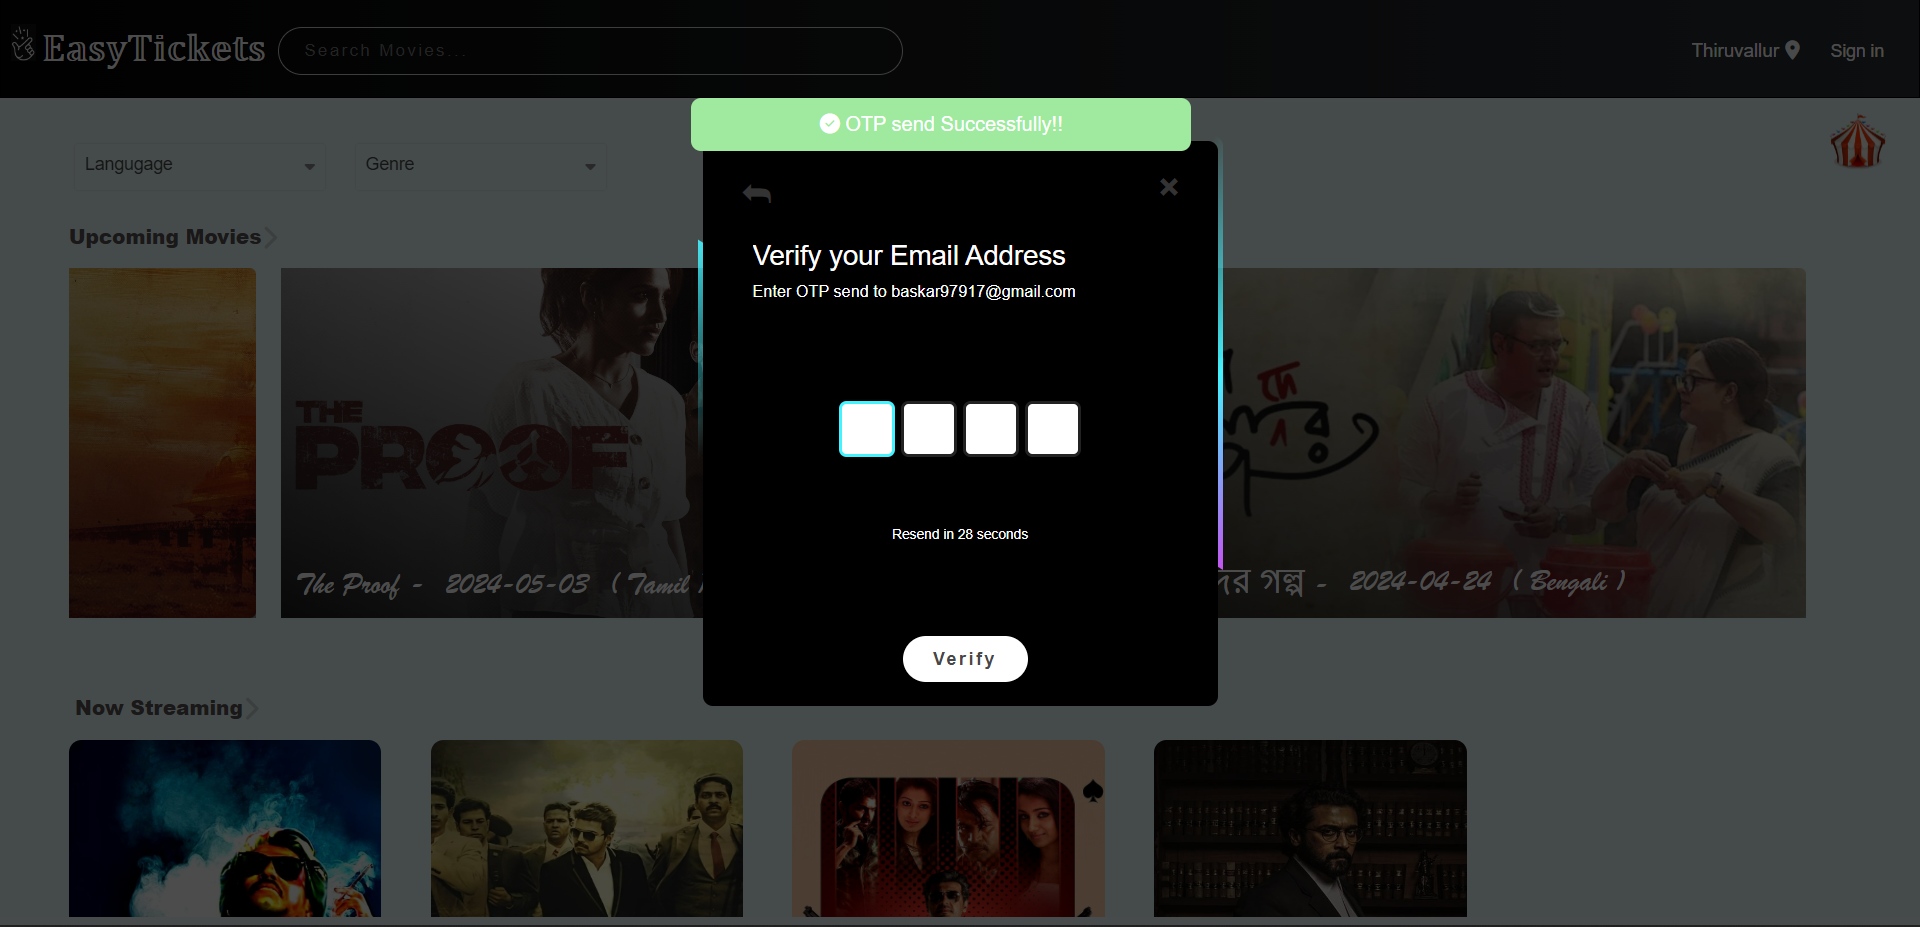 EasyTickets
Search Movies...
Thiruvallur
Sign in
OTP send Successfully!!
Langugage
Genre
Upcoming Movies
Verify your Email Address
Enter OTP send to baskar97917@gmail.com
THE
PROOF
The Proof - 2024-05-03 ( Tamil )
দে
গল্প - 2024-04-24 ( Bengali )
Resend in 28 seconds
Verify
Now Streaming